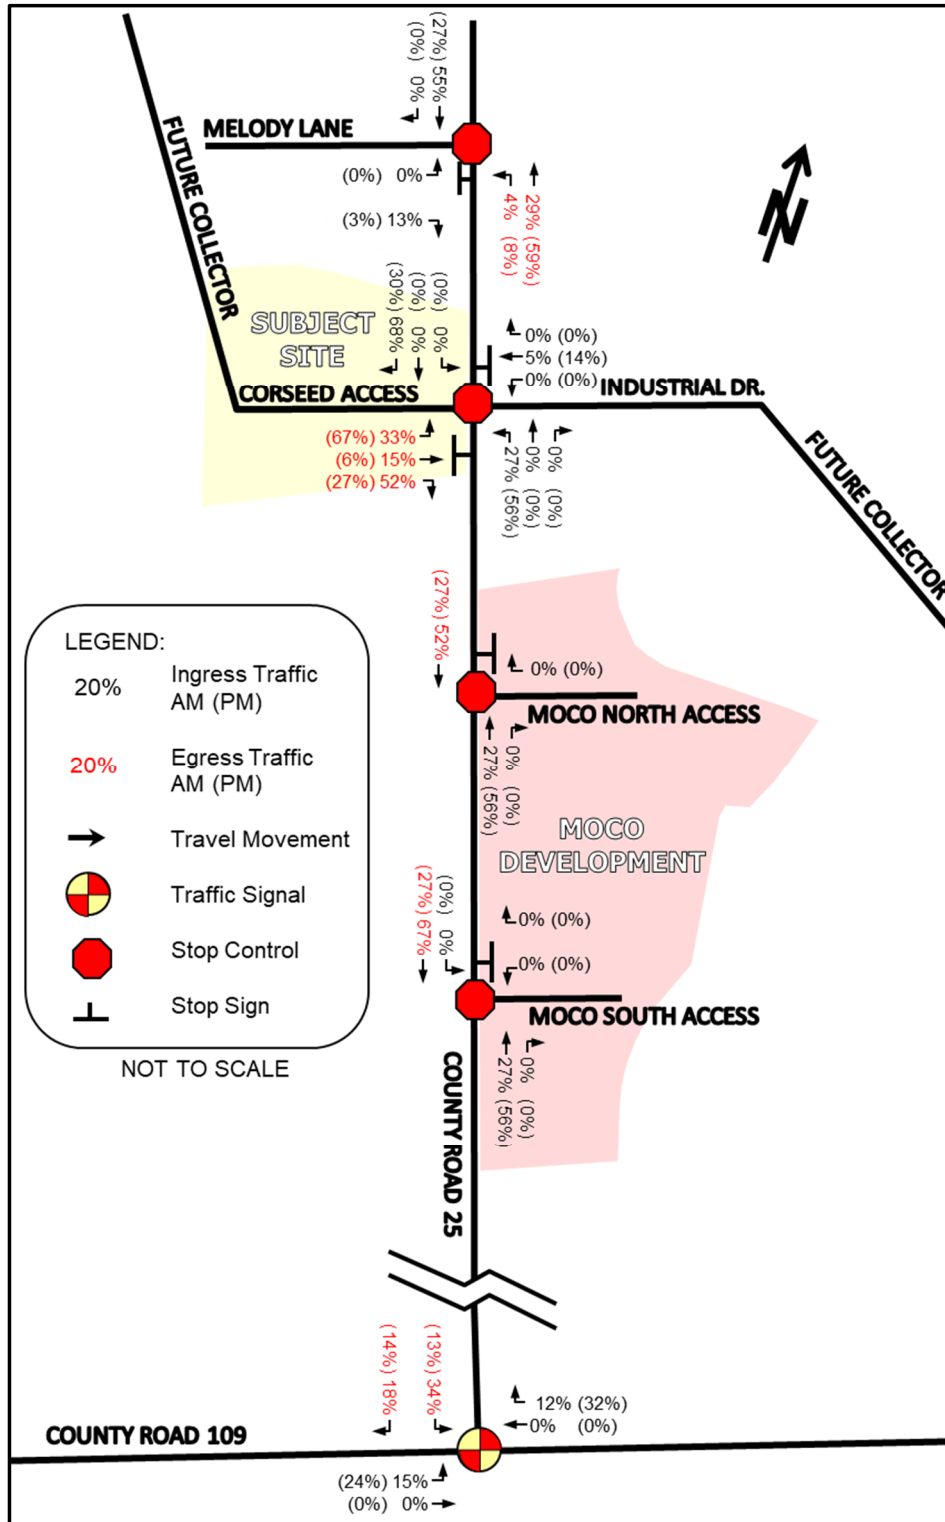 (27%) 55%
(0%) 0%
MELODY LANE
FUTURE COLLECTOR
(0%) 0%
(3%) 13%
29% (59%)
4% (8%)
N
(0%) 0%
(0%) 0%
(30%) 68%
SUBJECT
SITE
0% (0%)
5% (14%)
0% (0%)
CORSEED ACCESS
INDUSTRIAL DR.
(67%) 33%
(6%) 15%
(27%) 52%
0% (0%)
0% (0%)
27% (56%)
FUTURE COLLECTOR
(27%) 52%
0% (0%)
MOCO NORTH ACCESS
0% (0%)
27% (56%)
MOCO
DEVELOPMENT
LEGEND:
20%
Ingress Traffic
AM (PM)
20%
Egress Traffic
AM (PM)
Travel Movement
Traffic Signal
Stop Control
Stop Sign
NOT TO SCALE
(0%) 0%
(27%) 67%
0% (0%)
0% (0%)
MOCO SOUTH ACCESS
0% (0%)
27% (56%)
COUNTY ROAD 25
(13%) 34%
(14%) 18%
12% (32%)
0% (0%)
COUNTY ROAD 109
(24%) 15%
(0%) 0%